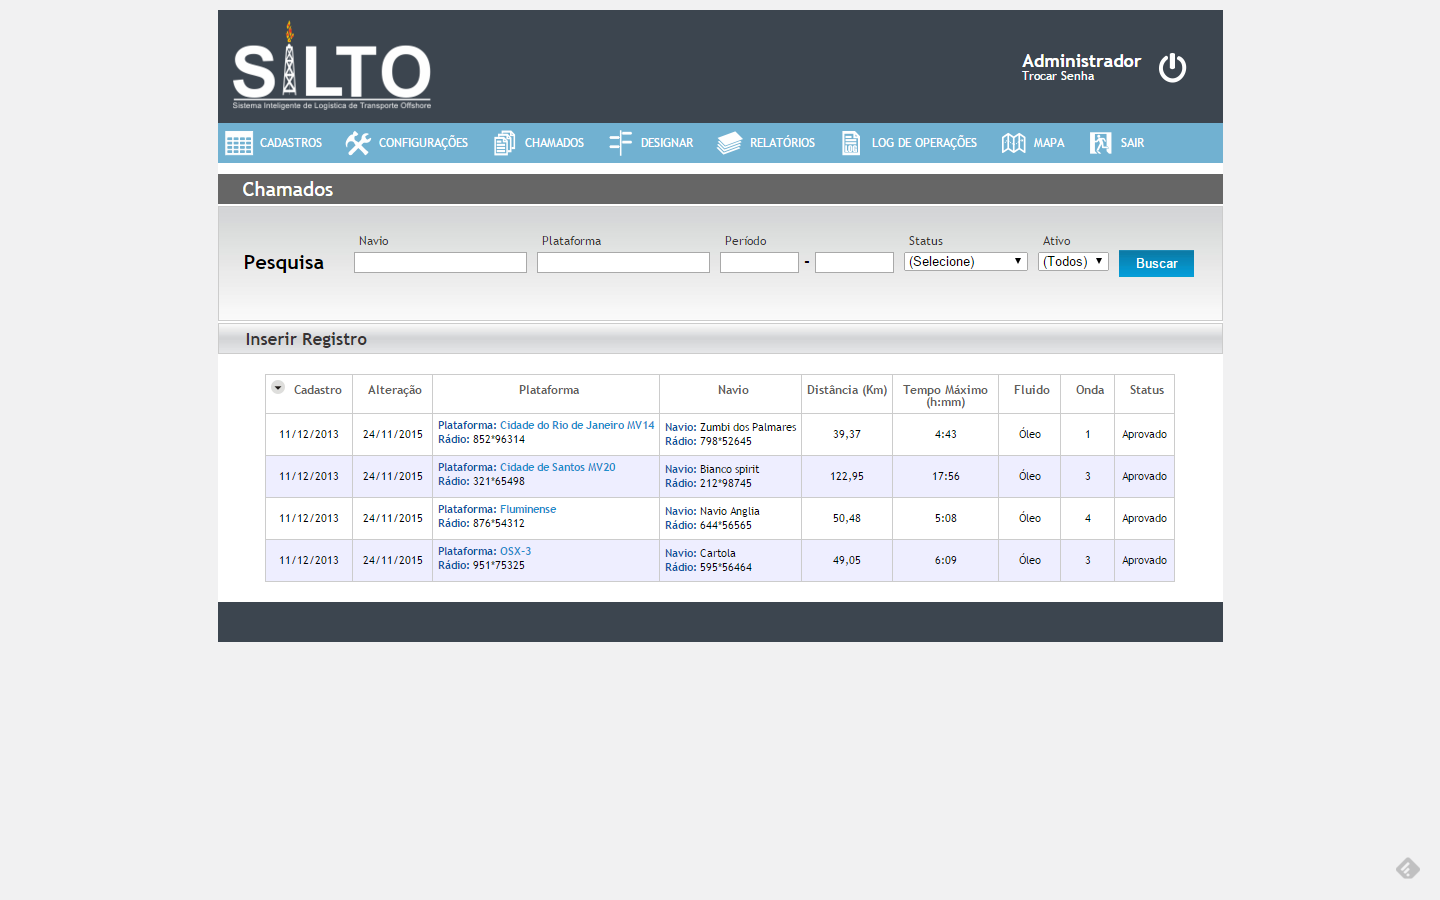 SILTO
Sistema Inteligente de Logística de Transporte Offshore
Administrador
Trocar Senha
CADASTROS CONFIGURAÇÕES CHAMADOS DESIGNAR RELATÓRIOS LOG LOG DE OPERAÇÕES MAPA SAIR
Chamados
Navio Plataforma Período Status Ativo
Pesquisa - (Selecione) (Todos) Buscar
Inserir Registro
Cadastro Alteração Plataforma Navio Distância (Km) Tempo Máximo (h:mm) Fluido Onda Status
11/12/2013 24/11/2015 Plataforma: Cidade do Rio de Janeiro MV14 Navio: Zumbi dos Palmares 39,37 4:43 Óleo 1 Aprovado
Rádio: 852*96314 Rádio: 798*52645
11/12/2013 24/11/2015 Plataforma: Cidade de Santos MV20 Navio: Bianco spirit 122,95 17:56 Óleo 3 Aprovado
Rádio: 321*65498 Rádio: 212*98745
11/12/2013 24/11/2015 Plataforma: Fluminense Navio: Navio Anglia 50,48 5:08 Óleo 4 Aprovado
Rádio: 876*54312 Rádio: 644*56565
11/12/2013 24/11/2015 Plataforma: OSX-3 Navio: Cartola 49,05 6:09 Óleo 3 Aprovado
Rádio: 951*75325 Rádio: 595*56464